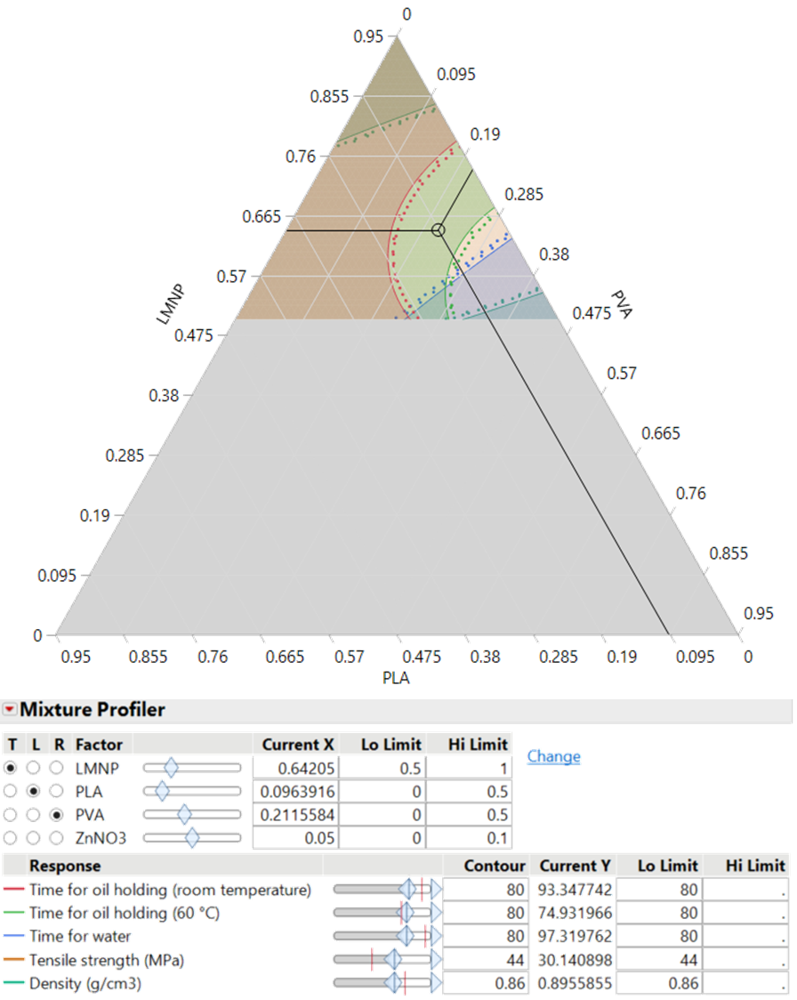 0
0.95
0.095
0.855
0.19
0.76
0.285
0.665
0.38
0.57
LMNP
PVA
0.475
0.475
0.57
0.38
0.665
0.285
0.76
0.19
0.855
0.095
0.95
0
0.95 0.855 0.76 0.665 0.57 0.475 0.38 0.285 0.19 0.095 0
PLA
Mixture Profiler
T L R Factor Current X Lo Limit Hi Limit
LMNP 0.64205 0.5 1
Change
PLA 0.0963916 0 0.5
PVA 0.2115584 0 0.5
ZnNO3 0.05 0 0.1
Response Contour Current Y Lo Limit Hi Limit
Time for oil holding (room temperature) 80 93.347742 80 .
Time for oil holding (60 °C) 80 74.931966 80 .
Time for water 80 97.319762 80 .
Tensile strength (MPa) 44 30.140898 44 .
Density (g/cm3) 0.86 0.8955855 0.86 .